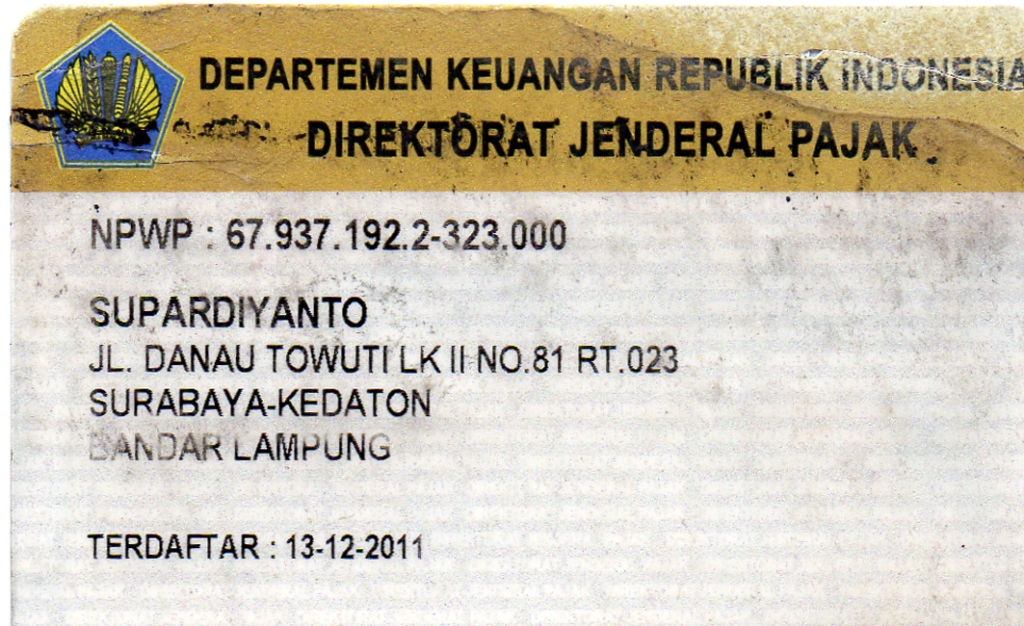 DEPARTEMEN KEUANGAN REPUBLIK INDONESIA
DIREKTORAT JENDERAL PAJAK
NPWP : 67.937.192.2-323.000
SUPARDIYANTO
JL. DANAU TOWUTI LK II NO.81 RT.023
SURABAYA-KEDATON
BANDAR LAMPUNG
TERDAFTAR : 13-12-2011